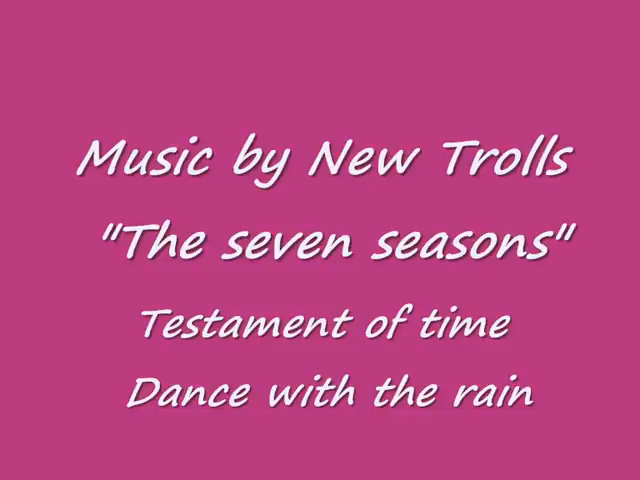 Music by New Trolls
"The seven seasons"
Testament of time
Dance with the rain